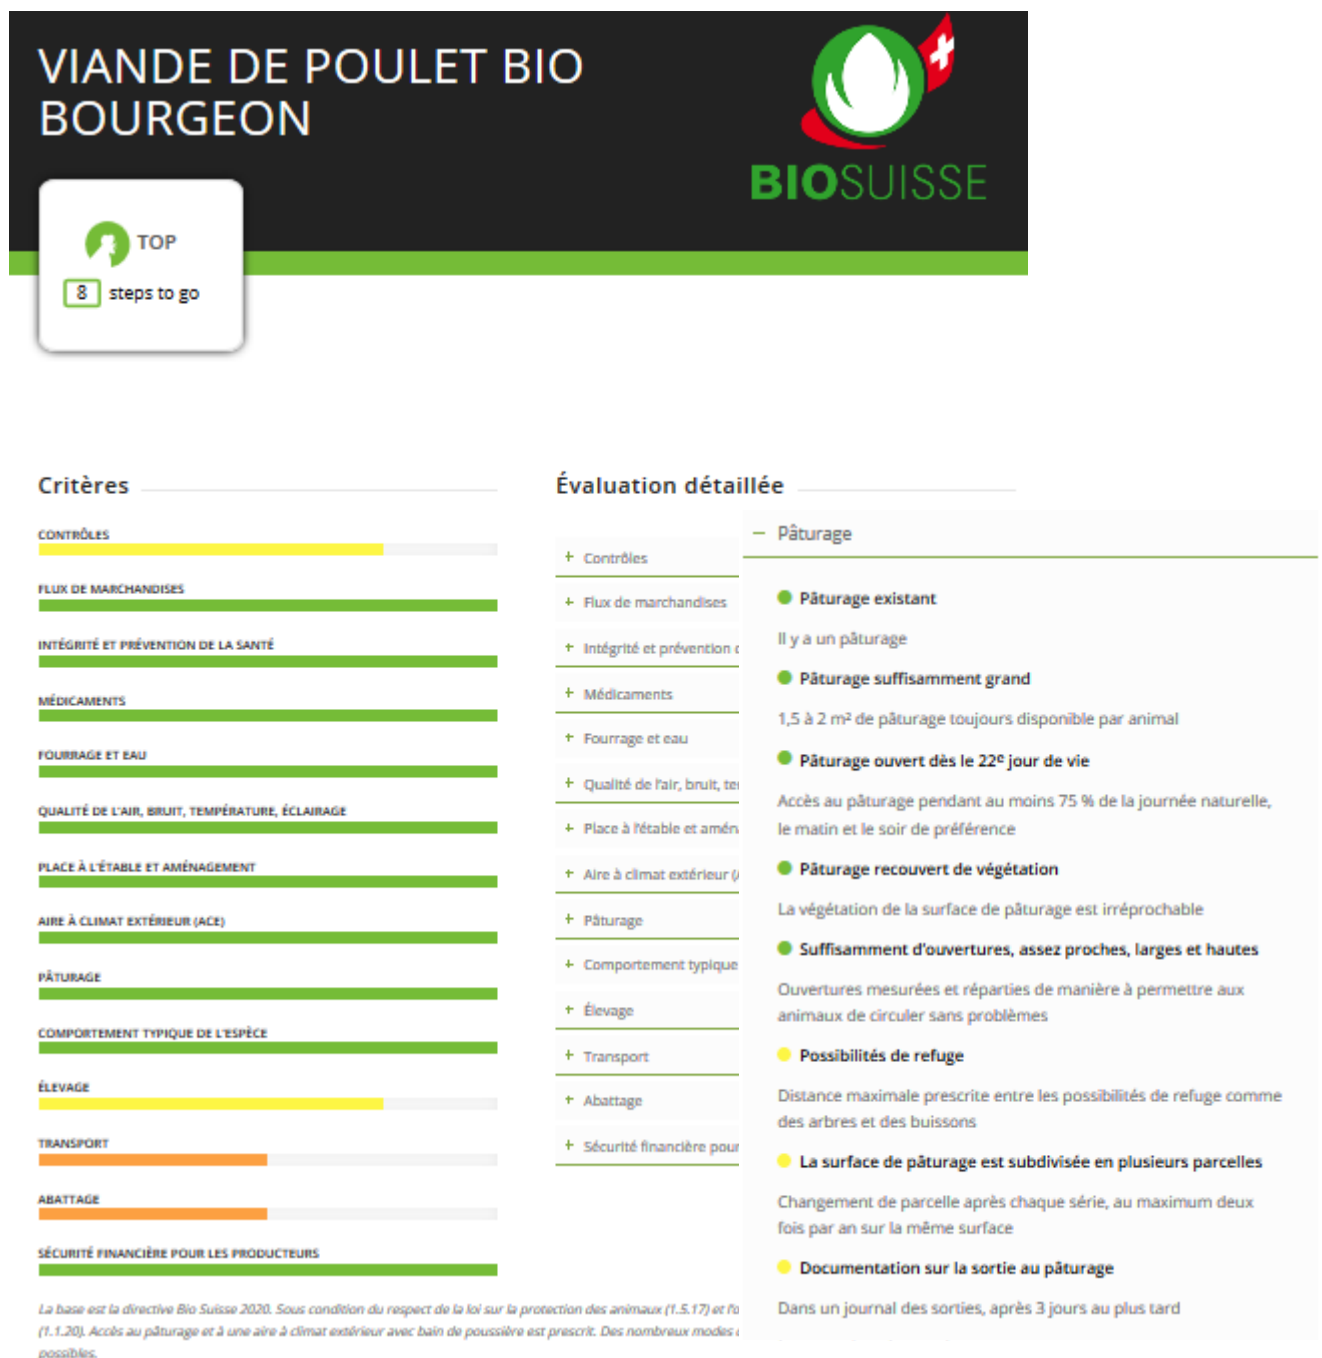 VIANDE DE POULET BIO
BOURGEON
BIOSUISSE
TOP
8 steps to go
Critères
CONTRÔLES
FLUX DE MARCHANDISES
INTÉGRITÉ ET PRÉVENTION DE LA SANTÉ
MÉDICAMENTS
FOURRAGE ET EAU
QUALITÉ DE L'AIR, BRUIT, TEMPÉRATURE, ÉCLAIRAGE
PLACE À L'ÉTABLE ET AMÉNAGEMENT
AIRE À CLIMAT EXTÉRIEUR (ACE)
PÂTURAGE
COMPORTEMENT TYPIQUE DE L'ESPÈCE
ÉLEVAGE
TRANSPORT
ABATTAGE
SÉCURITÉ FINANCIÈRE POUR LES PRODUCTEURS
Évaluation détaillée
+ Contrôles
+ Flux de marchandises
+ Intégrité et prévention
+ Médicaments
+ Fourrage et eau
+ Qualité de l'air, bruit,
+ Place à l'étable et
+ Aire à climat extérieur
+ Pâturage
+ Comportement typique
+ Élevage
+ Transport
+ Abattage
+ Sécurité financière pour
– Pâturage
Pâturage existant
Il y a un pâturage
Pâturage suffisamment grand
1,5 à 2 m² de pâturage toujours disponible par animal
Pâturage ouvert dès le 22e jour de vie
Accès au pâturage pendant au moins 75 % de la journée naturelle,
le matin et le soir de préférence
Pâturage recouvert de végétation
La végétation de la surface de pâturage est irréprochable
Suffisamment d'ouvertures, assez proches, larges et hautes
Ouvertures mesurées et réparties de manière à permettre aux
animaux de circuler sans problèmes
Possibilités de refuge
Distance maximale prescrite entre les possibilités de refuge comme
des arbres et des buissons
La surface de pâturage est subdivisée en plusieurs parcelles
Changement de parcelle après chaque série, au maximum deux
fois par an sur la même surface
Documentation sur la sortie au pâturage
Dans un journal des sorties, après 3 jours au plus tard
La base est la directive Bio Suisse 2020. Sous condition du respect de la loi sur la protection des animaux (1.5.17) et
(1.1.20). Accès au pâturage et à une aire à climat extérieur avec bain de poussière est prescrit. Des nombreux modes
possibles.